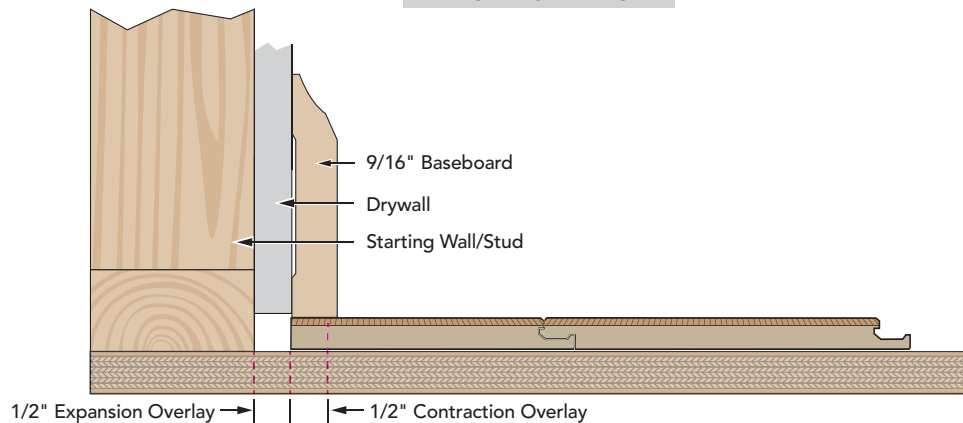 9/16" Baseboard
Drywall
Starting Wall/Stud
1/2" Expansion Overlay
1/2" Contraction Overlay